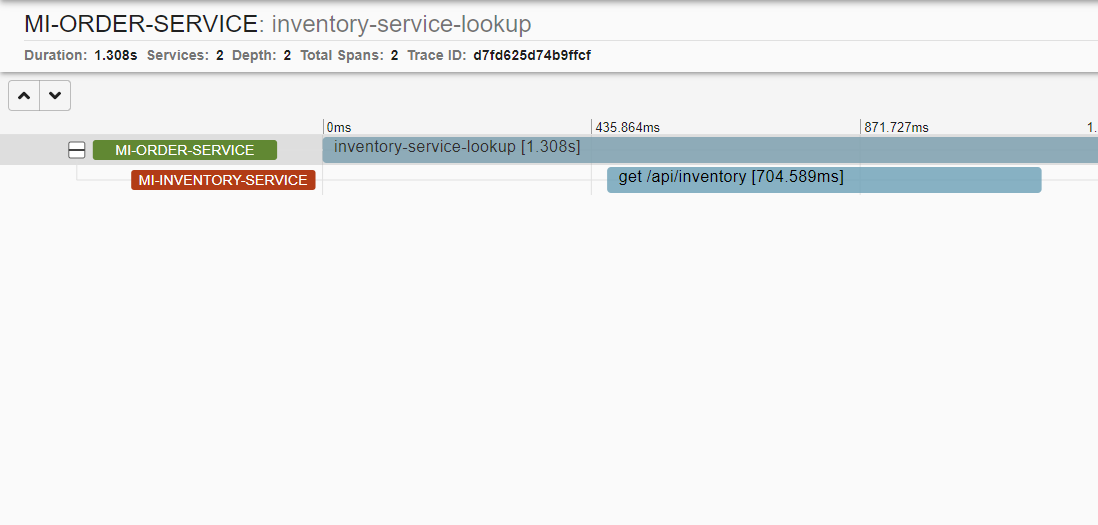 MI-ORDER-SERVICE: inventory-service-lookup
Duration: 1.308s Services: 2 Depth: 2 Total Spans: 2 Trace ID: d7fd625d74b9ffcf
0ms 435.864ms 871.727ms 1.
MI-ORDER-SERVICE inventory-service-lookup [1.308s]
MI-INVENTORY-SERVICE get /api/inventory [704.589ms]